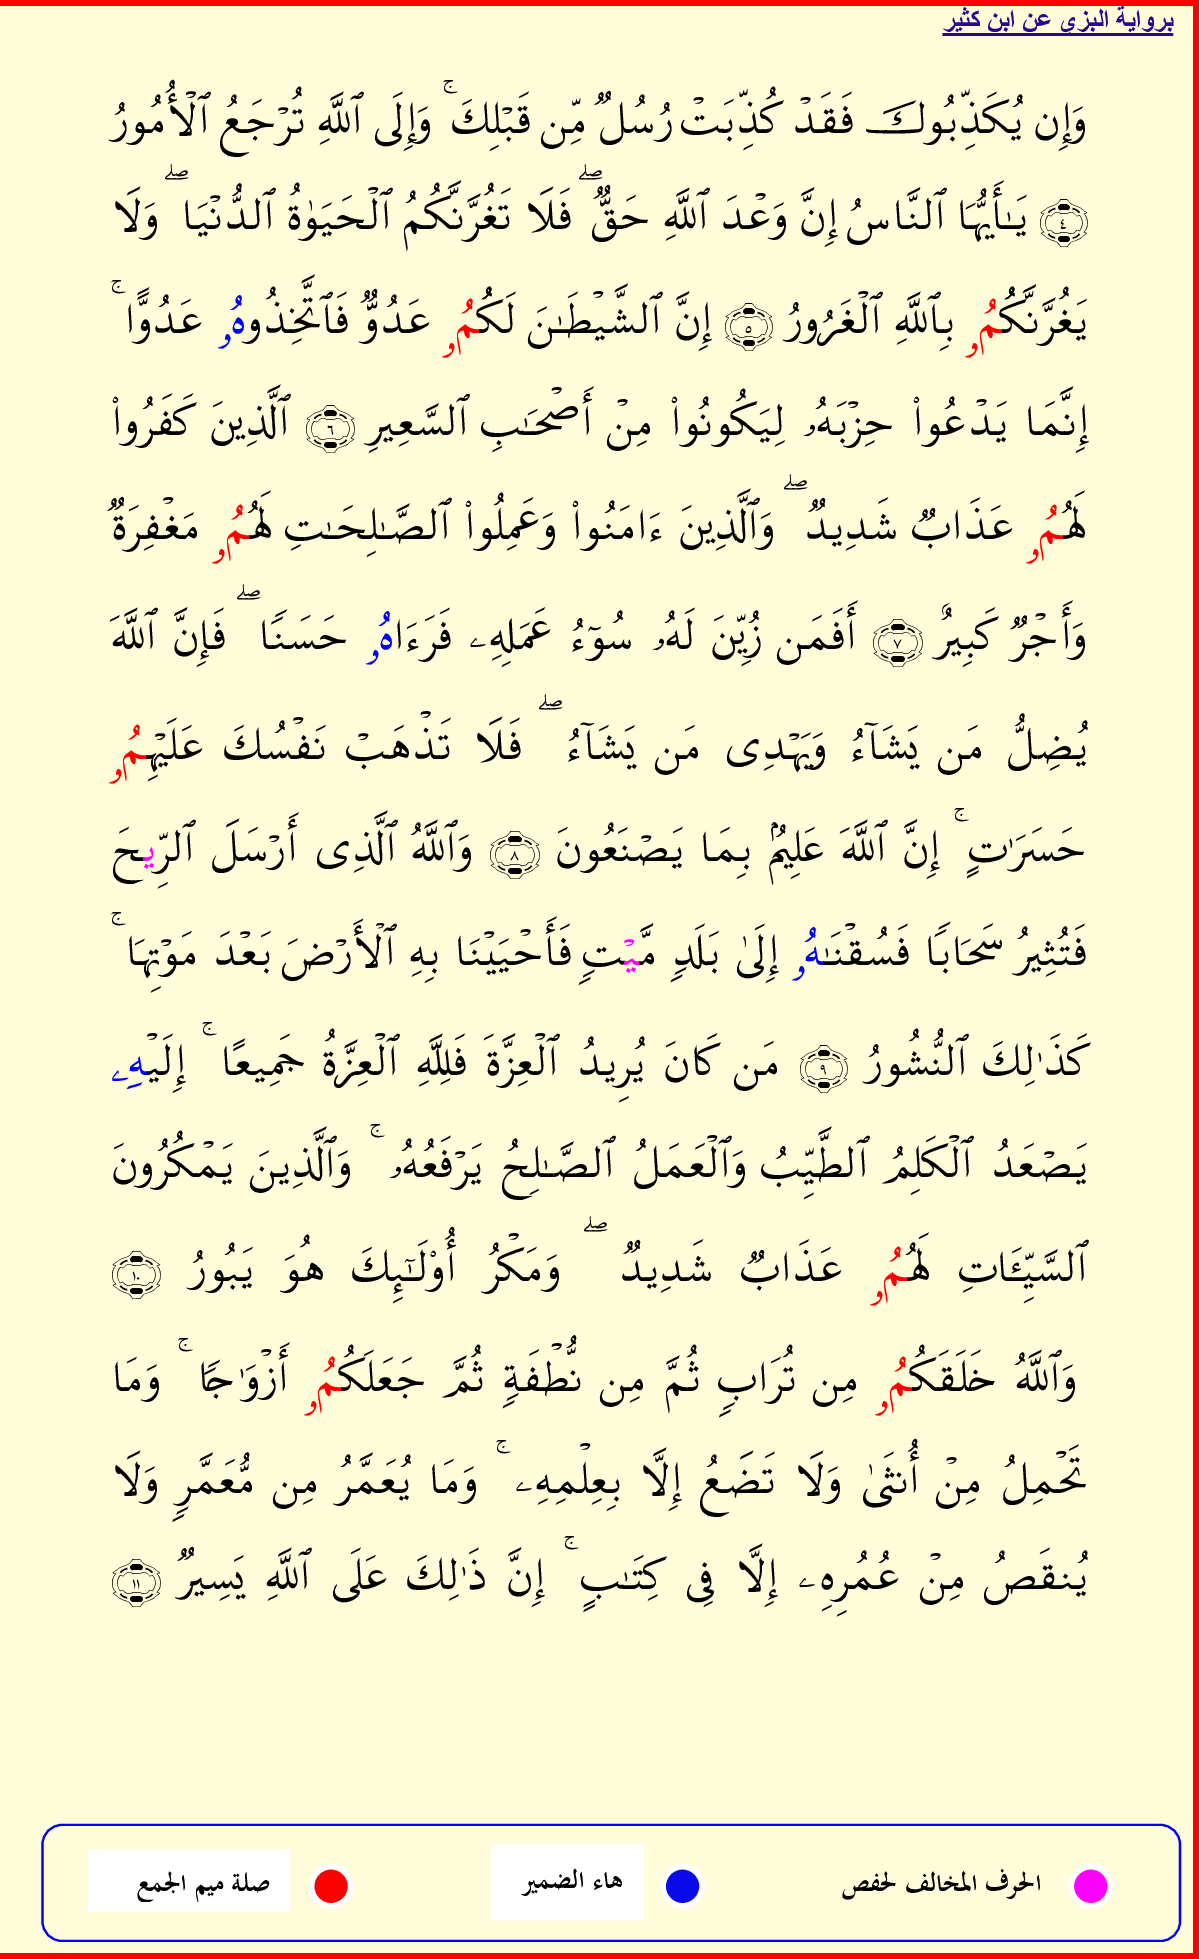 برواية البزي عن ابن كثير
وَإِن يُكَذِّبُوكَ فَقَدۡ كُذِّبَتۡ رُسُلٞ مِّن قَبۡلِكَۚ وَإِلَى ٱللَّهِ تُرۡجَعُ ٱلۡأُمُورُ
٤ يَـٰٓأَيُّهَا ٱلنَّاسُ إِنَّ وَعۡدَ ٱللَّهِ حَقّٞۖ فَلَا تَغُرَّنَّكُمُ ٱلۡحَيَوٰةُ ٱلدُّنۡيَاۖ وَلَا
يَغُرَّنَّكُمُۥ بِٱللَّهِ ٱلۡغَرُورُ ٥ إِنَّ ٱلشَّيۡطَـٰنَ لَكُمُۥ عَدُوّٞ فَٱتَّخِذُوهُۥ عَدُوًّاۚ
إِنَّمَا يَدۡعُواْ حِزۡبَهُۥ لِيَكُونُواْ مِنۡ أَصۡحَـٰبِ ٱلسَّعِيرِ ٦ ٱلَّذِينَ كَفَرُواْ
لَهُمُۥ عَذَابٞ شَدِيدٞۖ وَٱلَّذِينَ ءَامَنُواْ وَعَمِلُواْ ٱلصَّـٰلِحَـٰتِ لَهُمُۥ مَغۡفِرَةٞ
وَأَجۡرٞ كَبِيرٌ ٧ أَفَمَن زُيِّنَ لَهُۥ سُوٓءُ عَمَلِهِۦ فَرَءَاهُۥ حَسَنٗاۖ فَإِنَّ ٱللَّهَ
يُضِلُّ مَن يَشَآءُ وَيَهۡدِي مَن يَشَآءُۖ فَلَا تَذۡهَبۡ نَفۡسُكَ عَلَيۡهِمُۥ
حَسَرَٰتٍۚ إِنَّ ٱللَّهَ عَلِيمُۢ بِمَا يَصۡنَعُونَ ٨ وَٱللَّهُ ٱلَّذِي أَرۡسَلَ ٱلرِّيحَ
فَتُثِيرُ سَحَابٗا فَسُقۡنَـٰهُۥ إِلَىٰ بَلَدٖ مَّيۡتٖ فَأَحۡيَيۡنَا بِهِ ٱلۡأَرۡضَ بَعۡدَ مَوۡتِهَاۚ
كَذَٰلِكَ ٱلنُّشُورُ ٩ مَن كَانَ يُرِيدُ ٱلۡعِزَّةَ فَلِلَّهِ ٱلۡعِزَّةُ جَمِيعًاۚ إِلَيۡهِۦ
يَصۡعَدُ ٱلۡكَلِمُ ٱلطَّيِّبُ وَٱلۡعَمَلُ ٱلصَّـٰلِحُ يَرۡفَعُهُۥۚ وَٱلَّذِينَ يَمۡكُرُونَ
ٱلسَّيِّـَٔاتِ لَهُمُۥ عَذَابٞ شَدِيدٞۖ وَمَكۡرُ أُوْلَـٰٓئِكَ هُوَ يَبُورُ ١٠
وَٱللَّهُ خَلَقَكُمُۥ مِن تُرَابٖ ثُمَّ مِن نُّطۡفَةٖ ثُمَّ جَعَلَكُمُۥ أَزۡوَٰجٗاۚ وَمَا
تَحۡمِلُ مِنۡ أُنثَىٰ وَلَا تَضَعُ إِلَّا بِعِلۡمِهِۦۚ وَمَا يُعَمَّرُ مِن مُّعَمَّرٖ وَلَا
يُنقَصُ مِنۡ عُمُرِهِۦ إِلَّا فِي كِتَـٰبٍۚ إِنَّ ذَٰلِكَ عَلَى ٱللَّهِ يَسِيرٞ ١١
الحرف المخالف لحفص
هاء الضمير
صلة ميم الجمع